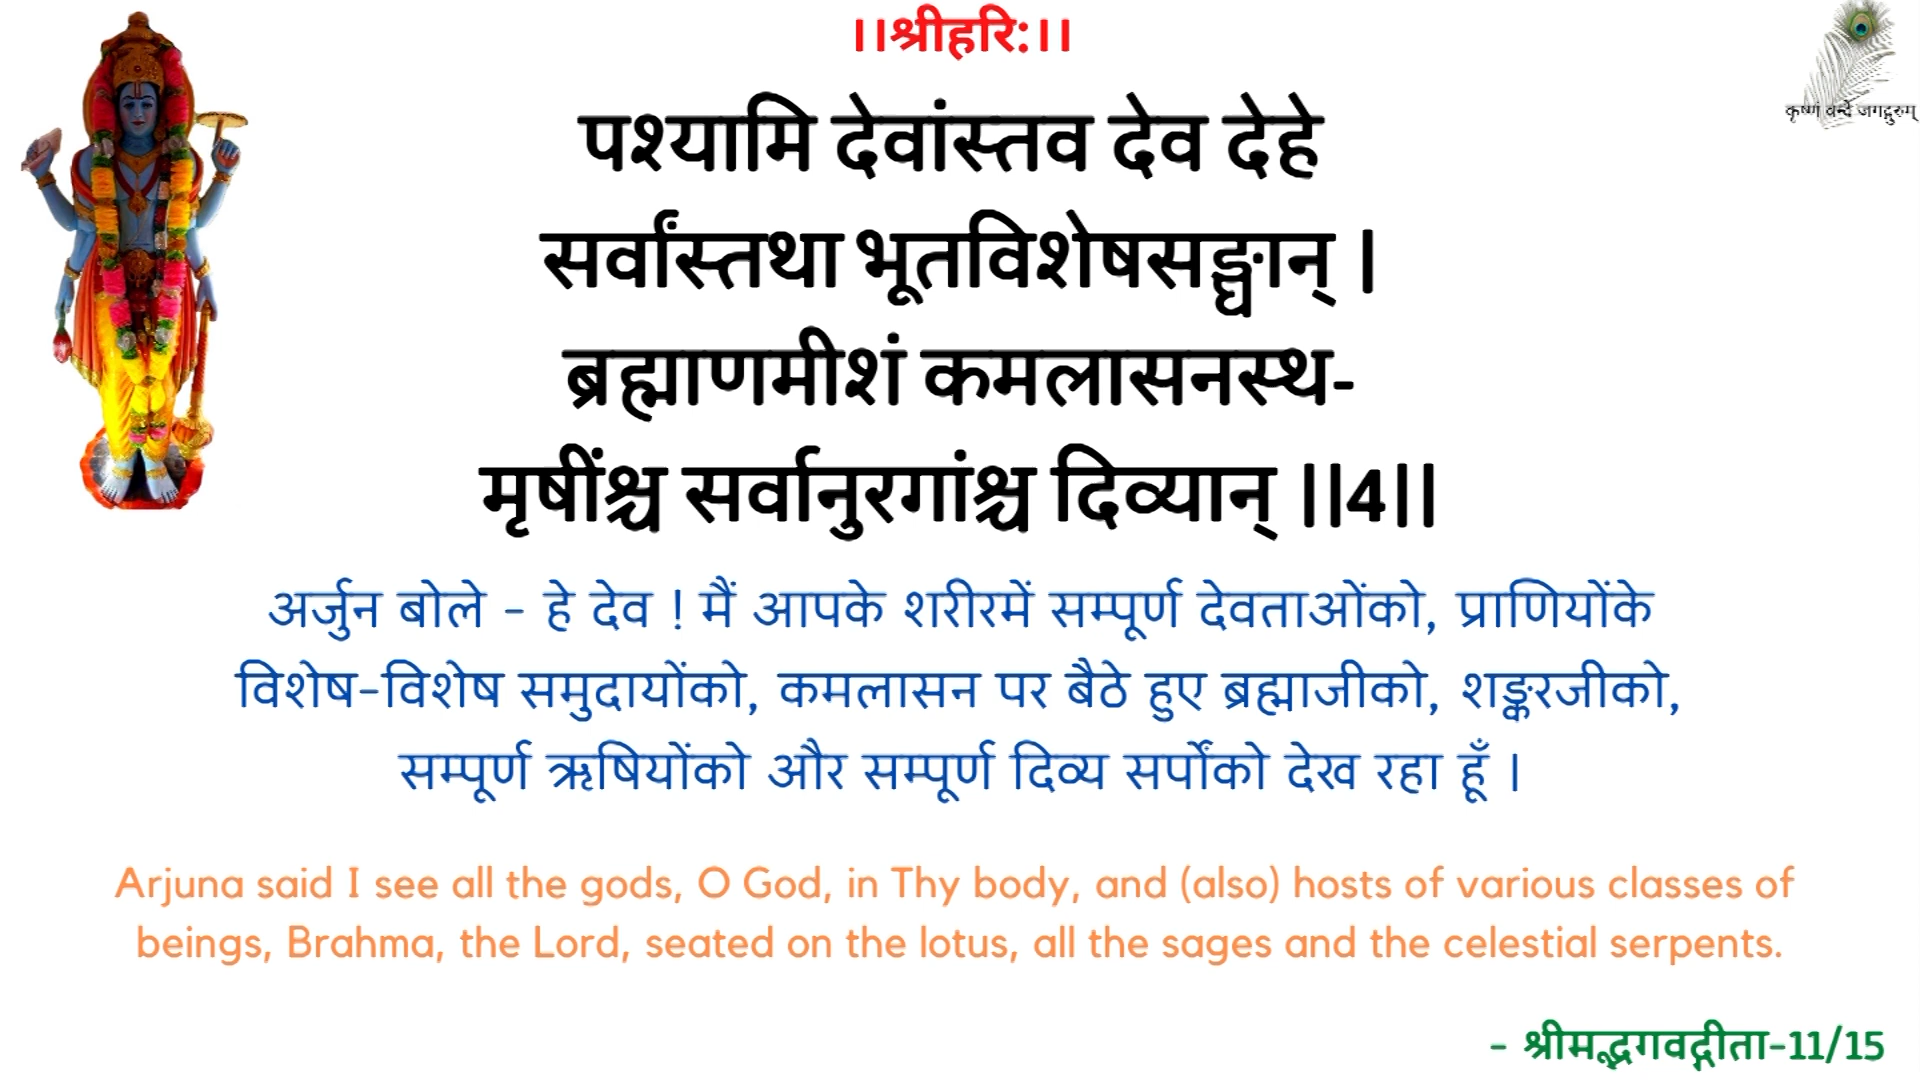 ।।श्रीहरि:।।
कृष्णं वन्दे जगद्गुरुम्
पश्यामि देवांस्तव देव देहे
सर्वांस्तथा भूतविशेषसङ्घान् |
ब्रह्माणमीशं कमलासनस्थ-
मृषींश्च सर्वानुरगांश्च दिव्यान् ||4||
अर्जुन बोले - हे देव ! मैं आपके शरीरमें सम्पूर्ण देवताओंको, प्राणियोंके
विशेष-विशेष समुदायोंको, कमलासन पर बैठे हुए ब्रह्माजीको, शङ्करजीको,
सम्पूर्ण ऋषियोंको और सम्पूर्ण दिव्य सर्पोंको देख रहा हूँ ।
Arjuna said I see all the gods, O God, in Thy body, and (also) hosts of various classes of
beings, Brahma, the Lord, seated on the lotus, all the sages and the celestial serpents.
- श्रीमद्भगवद्गीता-11/15